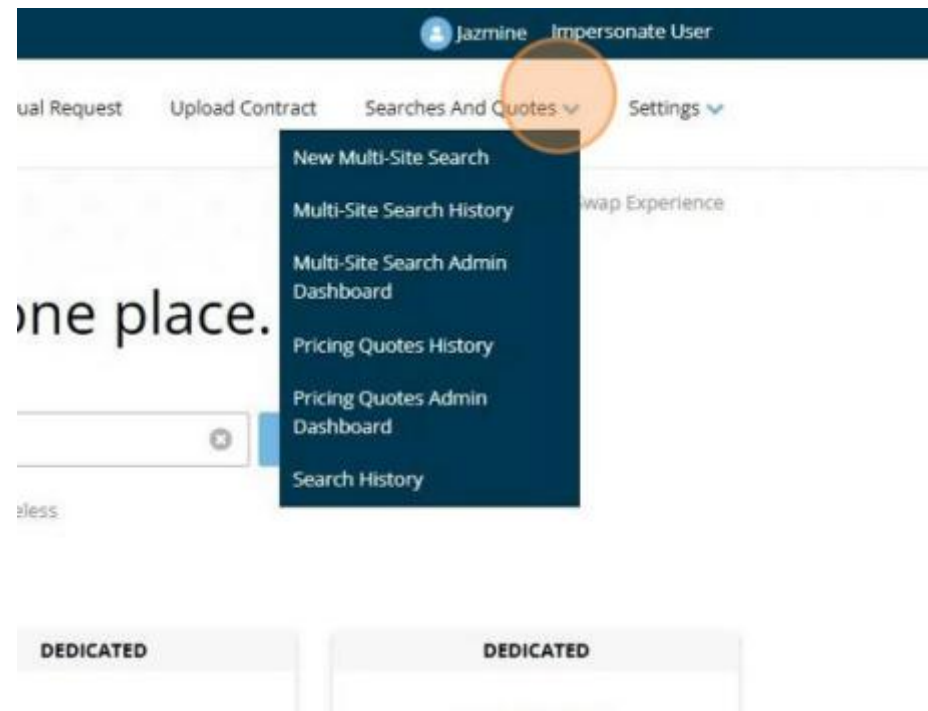 Jazmine Impersonate User
ual Request Upload Contract Searches And Quotes Settings
New Multi-Site Search
Multi-Site Search History
wap Experience
Multi-Site Search Admin
Dashboard
one place.
Pricing Quotes History
Pricing Quotes Admin
Dashboard
Search History
eless
DEDICATED DEDICATED